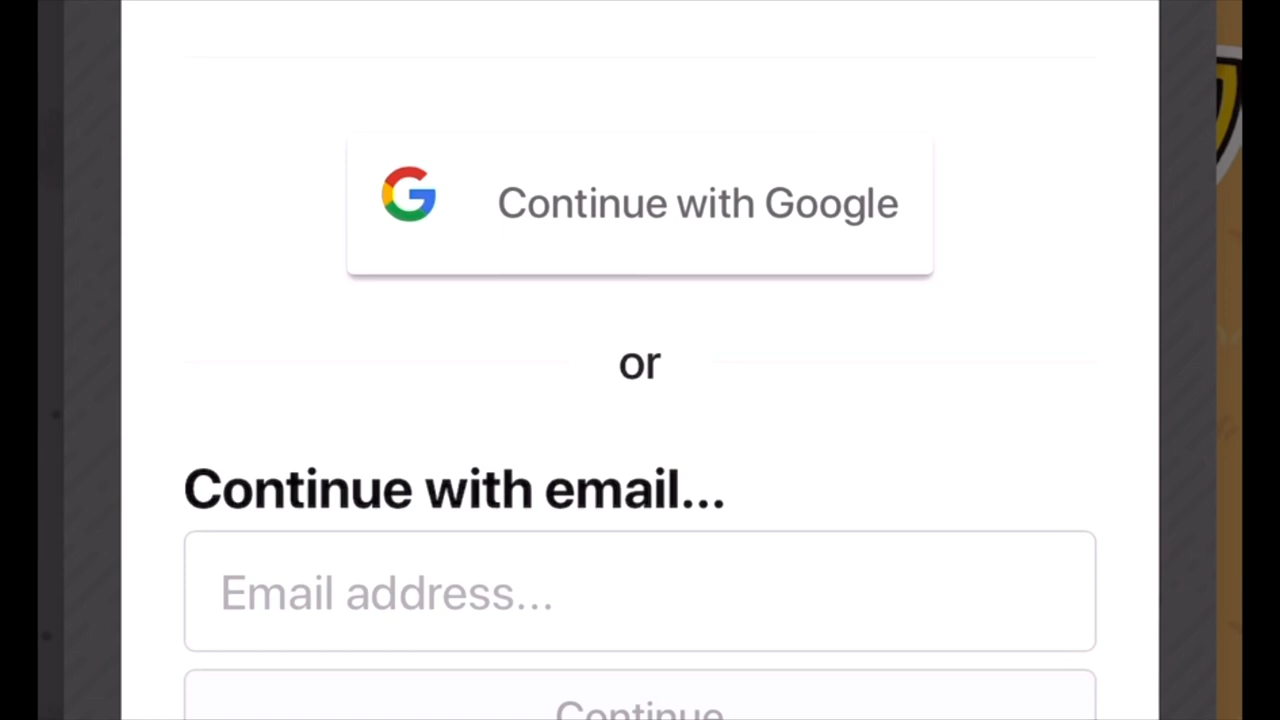 Continue with Google
or
Continue with email...
Email address...
Continue